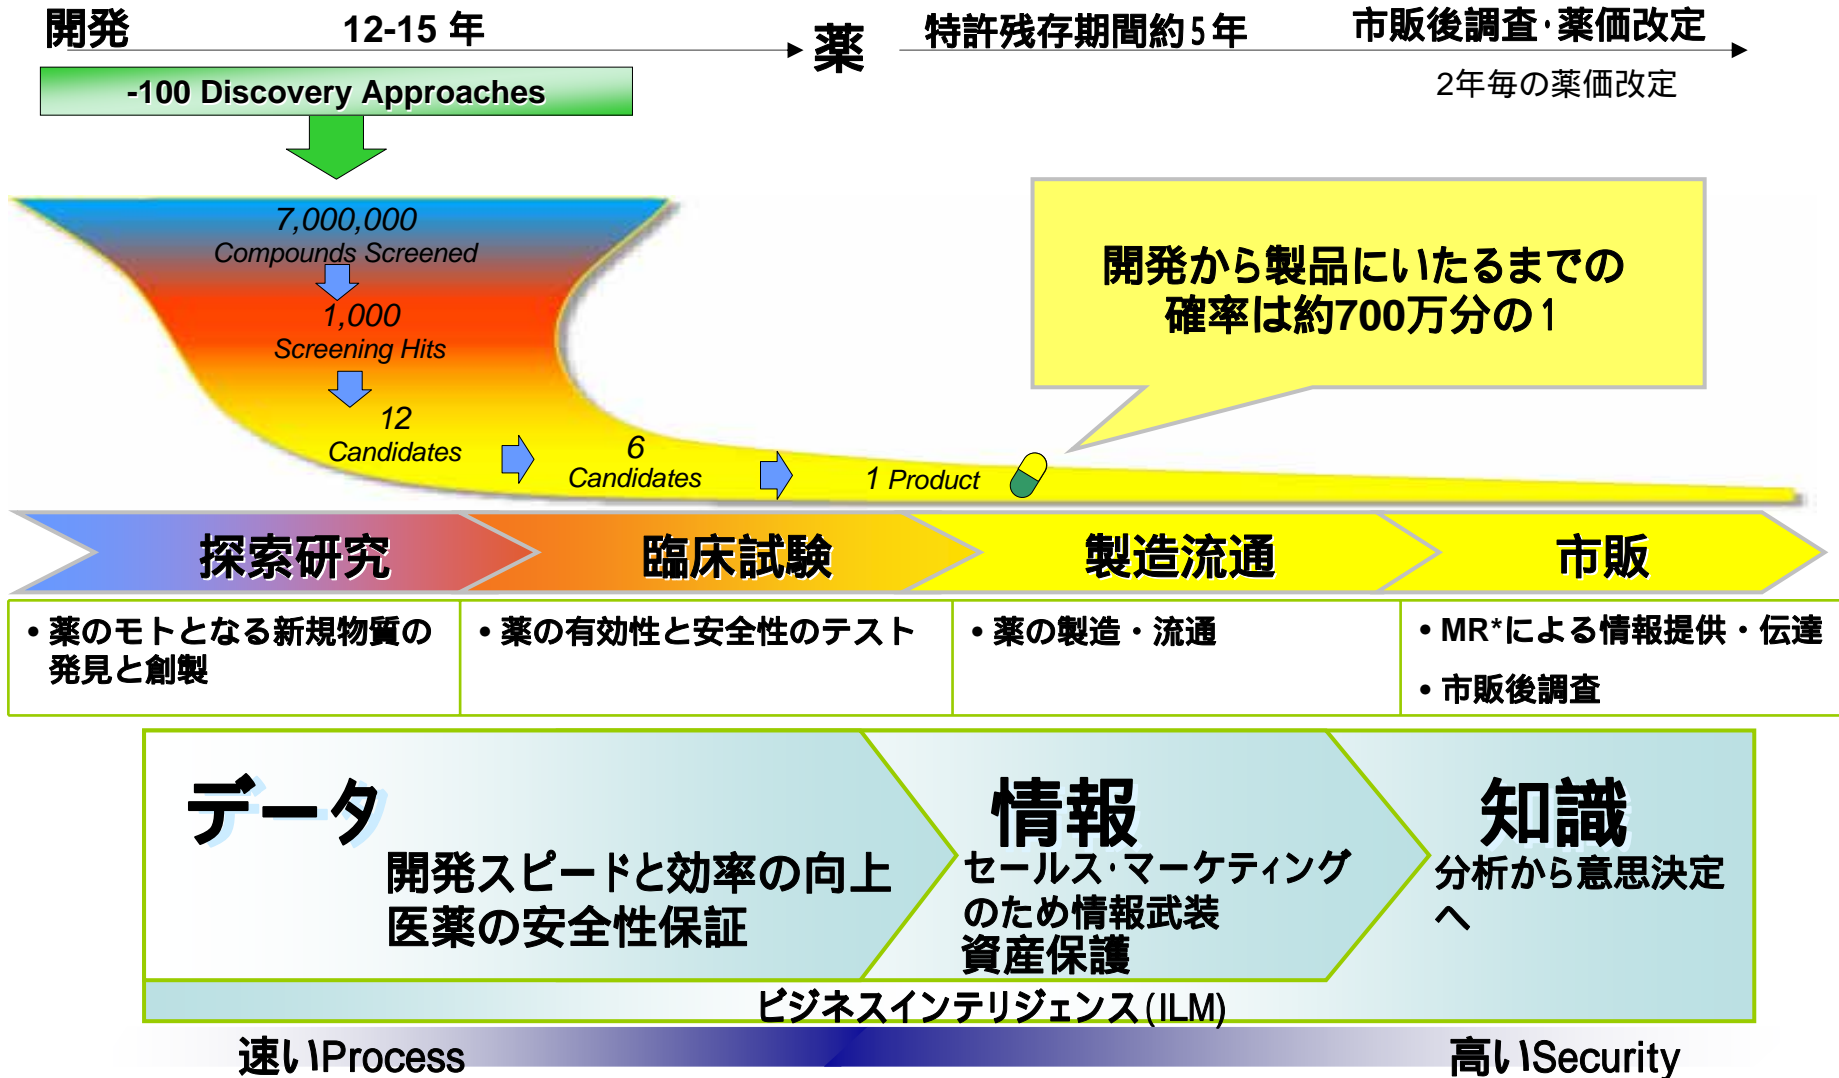 開発
12-15 年
薬
特許残存期間約5年
市販後調査・薬価改定
2年毎の薬価改定
-100 Discovery Approaches
7,000,000
Compounds Screened
1,000
Screening Hits
12
Candidates
6
Candidates
1 Product
開発から製品にいたるまでの
確率は約700万分の1
探索研究
臨床試験
製造流通
市販
• 薬のモトとなる新規物質の
発見と創製
• 薬の有効性と安全性のテスト
• 薬の製造・流通
• MR*による情報提供・伝達
• 市販後調査
データ
開発スピードと効率の向上
医薬の安全性保証
情報
セールス・マーケティング
のため情報武装
資産保護
知識
分析から意思決定
へ
ビジネスインテリジェンス(ILM)
速いProcess
高いSecurity